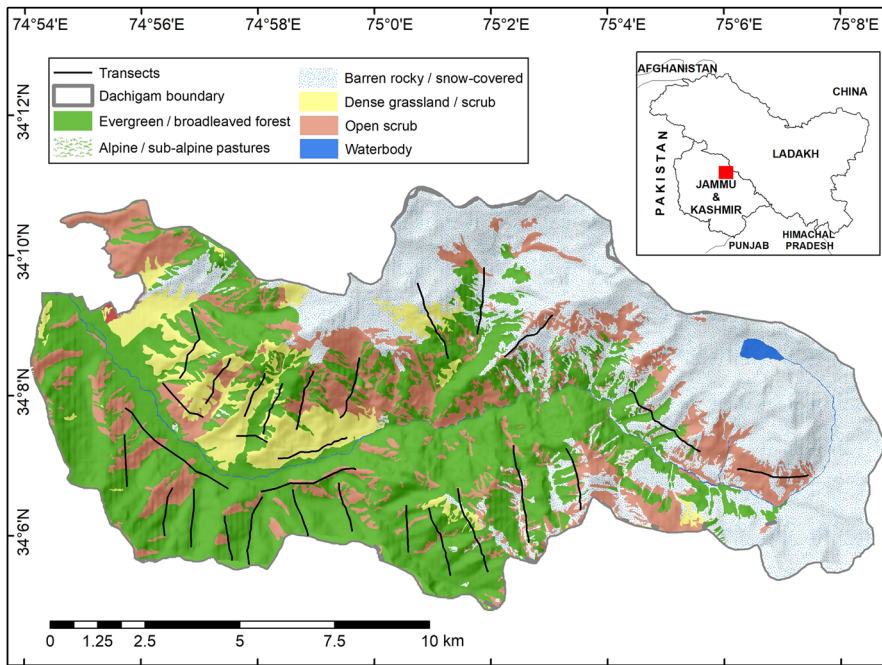 74°54'E 74°56'E 74°58'E 75°0'E 75°2'E 75°4'E 75°6'E 75°8'E
34°12'N
34°10'N
34°8'N
34°6'N
Transects
Dachigam boundary
Evergreen / broadleaved forest
Alpine / sub-alpine pastures
Barren rocky / snow-covered
Dense grassland / scrub
Open scrub
Waterbody
AFGHANISTAN
CHINA
PAKISTAN
LADAKH
JAMMU
&
KASHMIR
HIMACHAL
PRADESH
PUNJAB
0 1.25 2.5 5 7.5 10 km